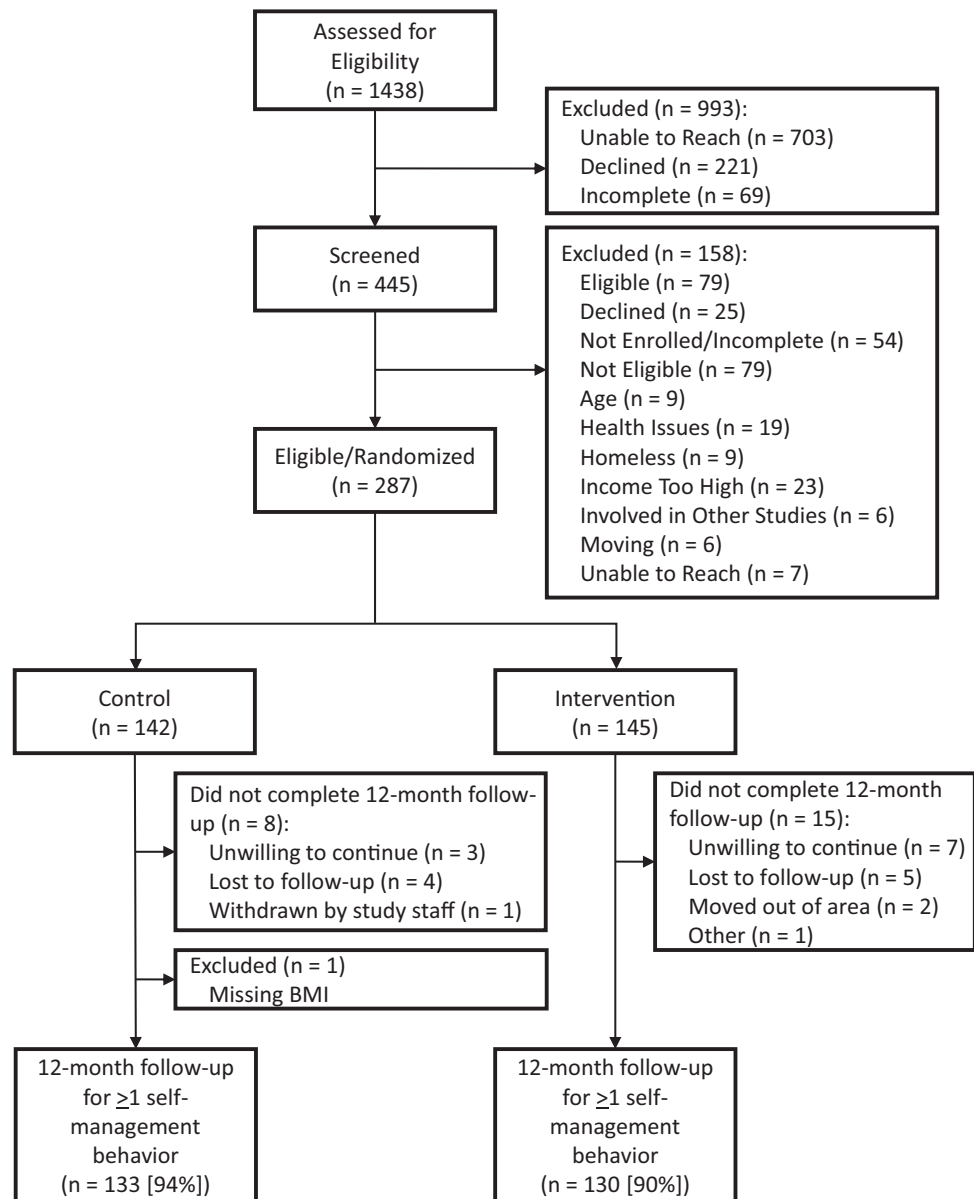 Assessed for
Eligibility
(n = 1438)
Excluded (n = 993):
Unable to Reach (n = 703)
Declined (n = 221)
Incomplete (n = 69)
Screened
(n = 445)
Excluded (n = 158):
Eligible (n = 79)
Declined (n = 25)
Not Enrolled/Incomplete (n = 54)
Not Eligible (n = 79)
Age (n = 9)
Health Issues (n = 19)
Homeless (n = 9)
Income Too High (n = 23)
Involved in Other Studies (n = 6)
Moving (n = 6)
Unable to Reach (n = 7)
Eligible/Randomized
(n = 287)
Control
(n = 142)
Intervention
(n = 145)
Did not complete 12-month follow-
up (n = 8):
Unwilling to continue (n = 3)
Lost to follow-up (n = 4)
Withdrawn by study staff (n = 1)
Did not complete 12-month
follow-up (n = 15):
Unwilling to continue (n = 7)
Lost to follow-up (n = 5)
Moved out of area (n = 2)
Other (n = 1)
Excluded (n = 1)
Missing BMI
12-month follow-up
for ≥1 self-
management
behavior
(n = 133 [94%])
12-month follow-up
for ≥1 self-
management
behavior
(n = 130 [90%])